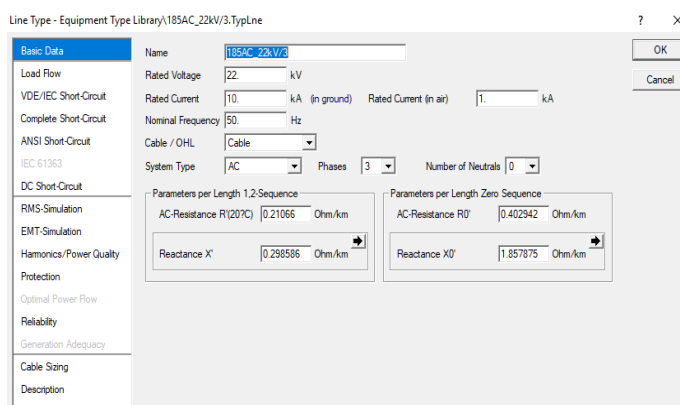 Line Type - Equipment Type Library\185AC_22kV/3.TypLne ? X
Basic Data
Load Flow
VDE/IEC Short-Circuit
Complete Short-Circuit
ANSI Short-Circuit
IEC 61363
DC Short-Circuit
RMS-Simulation
EMT-Simulation
Harmonics/Power Quality
Protection
Optimal Power Flow
Reliability
Generation Adequacy
Cable Sizing
Description
Name 185AC_22kV/3
Rated Voltage 22. kV
Rated Current 10. kA (in ground) Rated Current (in air) 1. kA
Nominal Frequency 50. Hz
Cable / OHL Cable
System Type AC Phases 3 Number of Neutrals 0
Parameters per Length 1,2-Sequence
AC-Resistance R'(20?C) 0.21066 Ohm/km
Reactance X' 0.298586 Ohm/km
Parameters per Length Zero Sequence
AC-Resistance R0' 0.402942 Ohm/km
Reactance X0' 1.857875 Ohm/km
OK
Cancel